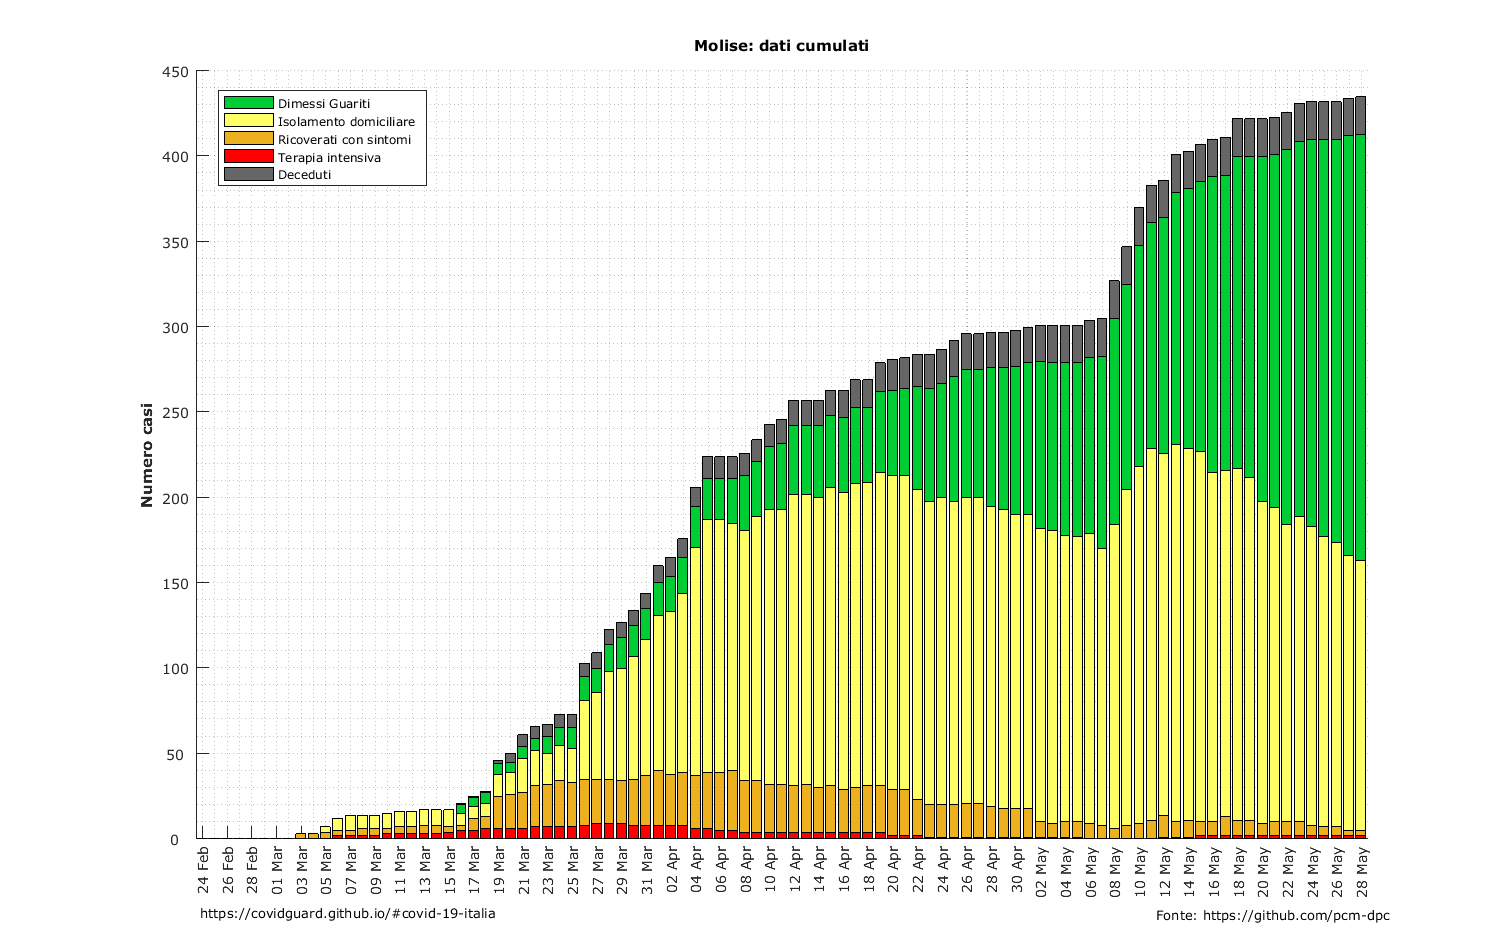 Molise: dati cumulati
450
400
350
300
250
200
150
100
50
0
Numero casi
Dimessi Guariti
Isolamento domiciliare
Ricoverati con sintomi
Terapia intensiva
Deceduti
24 Feb
26 Feb
28 Feb
01 Mar
03 Mar
05 Mar
07 Mar
09 Mar
11 Mar
13 Mar
15 Mar
17 Mar
19 Mar
21 Mar
23 Mar
25 Mar
27 Mar
29 Mar
31 Mar
02 Apr
04 Apr
06 Apr
08 Apr
10 Apr
12 Apr
14 Apr
16 Apr
18 Apr
20 Apr
22 Apr
24 Apr
26 Apr
28 Apr
30 Apr
02 May
04 May
06 May
08 May
10 May
12 May
14 May
16 May
18 May
20 May
22 May
24 May
26 May
28 May
https://covidguard.github.io/#covid-19-italia
Fonte: https://github.com/pcm-dpc